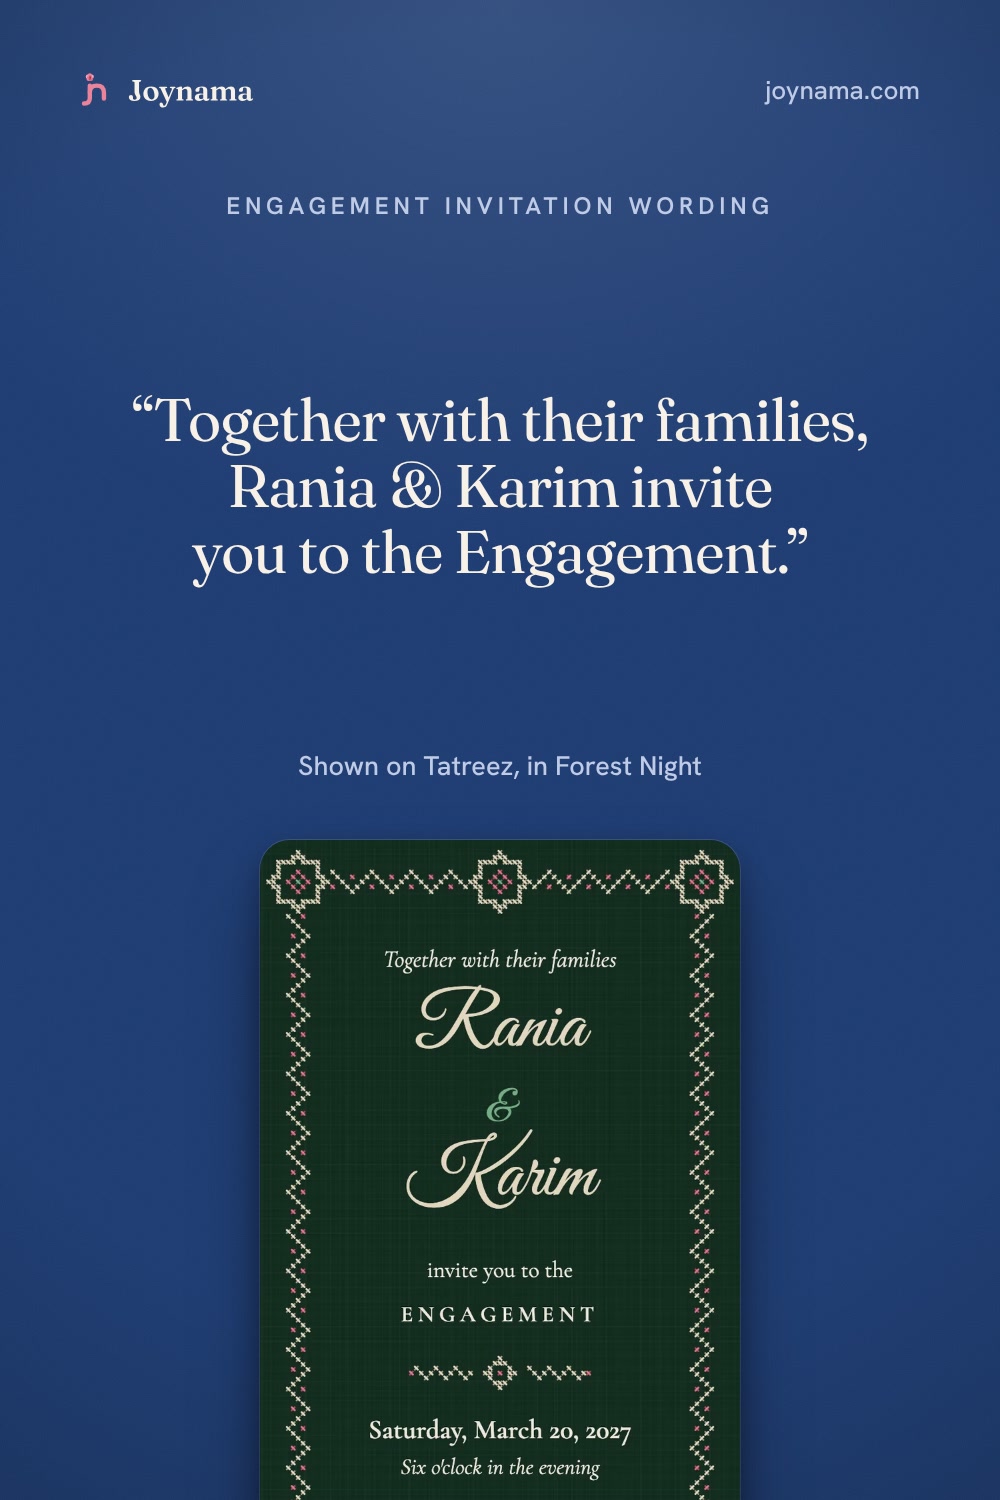 Joynama
joynama.com
ENGAGEMENT INVITATION WORDING
“Together with their families,
Rania & Karim invite
you to the Engagement.”
Shown on Tatreez, in Forest Night
Together with their families
Rania
&
Karim
invite you to the
ENGAGEMENT
Saturday, March 20, 2027
Six o'clock in the evening